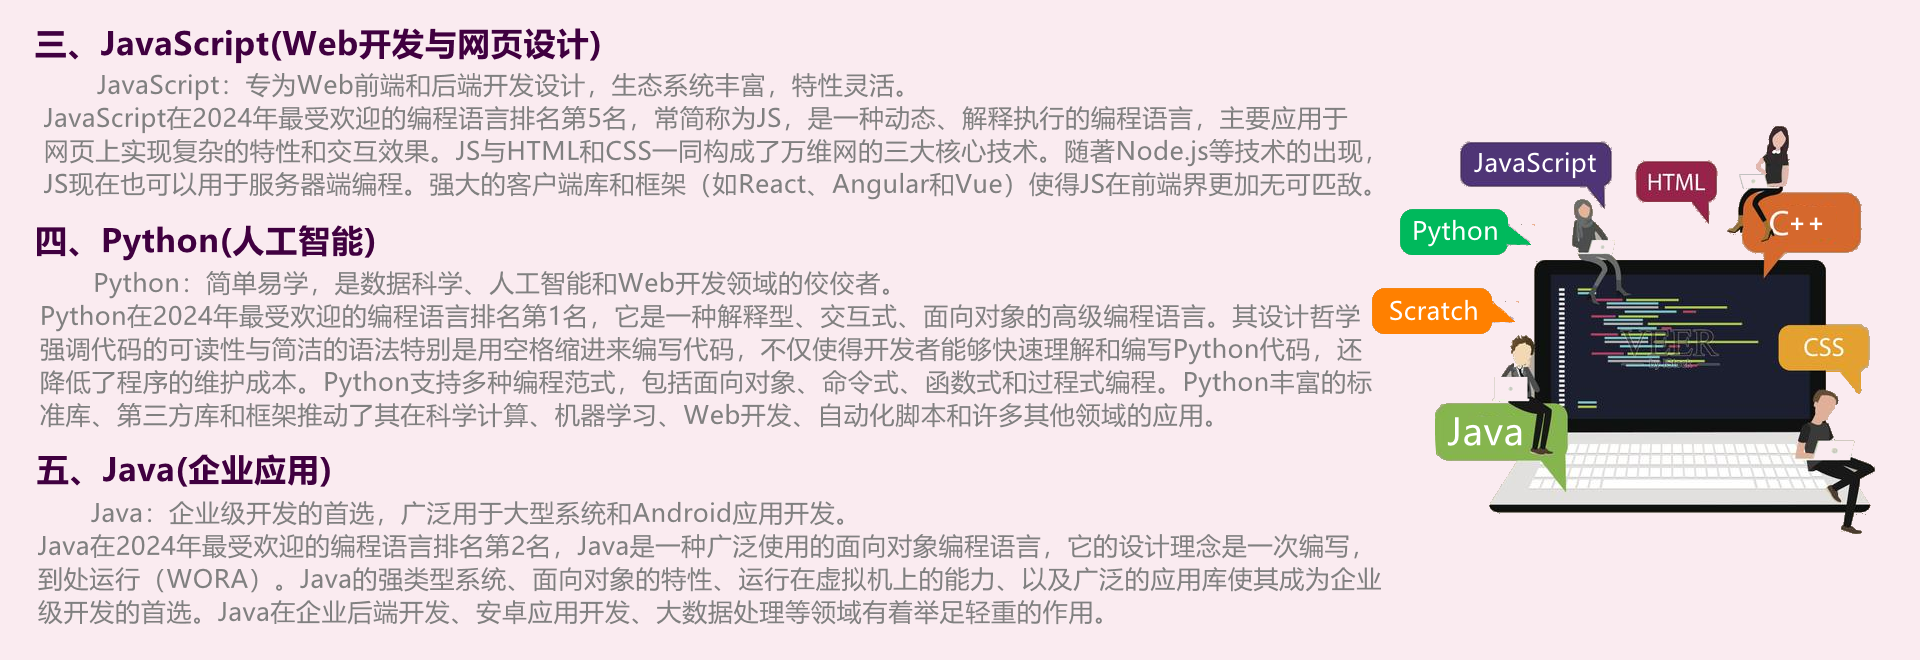 三、JavaScript(Web开发与网页设计)
JavaScript：专为Web前端和后端开发设计，生态系统丰富，特性灵活。
JavaScript在2024年最受欢迎的编程语言排名第5名，常简称为JS，是一种动态、解释执行的编程语言，主要应用于
网页上实现复杂的特性和交互效果。JS与HTML和CSS一同构成了万维网的三大核心技术。随著Node.js等技术的出现，
JS现在也可以用于服务器端编程。强大的客户端库和框架（如React、Angular和Vue）使得JS在前端界更加无可匹敌。
四、Python(人工智能)
Python：简单易学，是数据科学、人工智能和Web开发领域的佼佼者。
Python在2024年最受欢迎的编程语言排名第1名，它是一种解释型、交互式、面向对象的高级编程语言。其设计哲学
强调代码的可读性与简洁的语法特别是用空格缩进来编写代码，不仅使得开发者能够快速理解和编写Python代码，还
降低了程序的维护成本。Python支持多种编程范式，包括面向对象、命令式、函数式和过程式编程。Python丰富的标
准库、第三方库和框架推动了其在科学计算、机器学习、Web开发、自动化脚本和许多其他领域的应用。
五、Java(企业应用)
Java：企业级开发的首选，广泛用于大型系统和Android应用开发。
Java在2024年最受欢迎的编程语言排名第2名，Java是一种广泛使用的面向对象编程语言，它的设计理念是一次编写，
到处运行（WORA）。Java的强类型系统、面向对象的特性、运行在虚拟机上的能力、以及广泛的应用库使其成为企业
级开发的首选。Java在企业后端开发、安卓应用开发、大数据处理等领域有着举足轻重的作用。
JavaScript
HTML
C++
Python
Scratch
CSS
Java
VEER